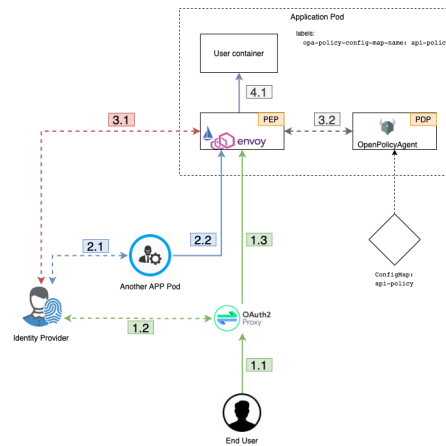 Application Pod
labels:
opa-policy-config-map-name: api-policy
User container
4.1
3.1
PEP
PDP
envoy
3.2
OpenPolicyAgent
2.1
2.2
1.3
Another APP Pod
ConfigMap:
api-policy
Identity Provider
1.2
OAuth2
Proxy
1.1
End User